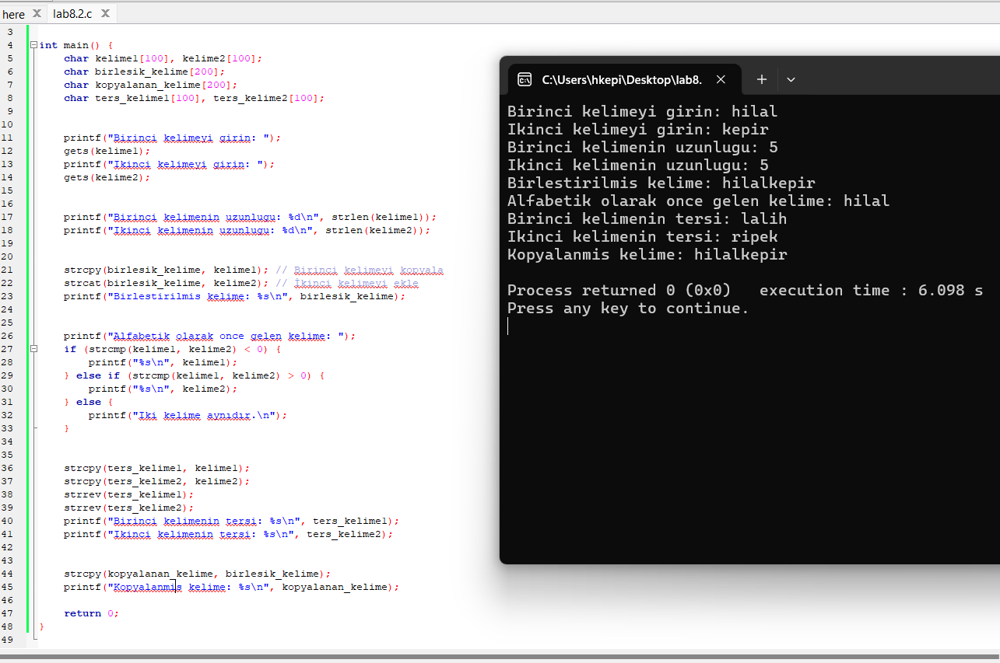 here X lab8.2.c X
3
4 int main() {
5     char kelime1[100], kelime2[100];
6     char birlesik_kelime[200];
7     char kopyalanan_kelime[200];
8     char ters_kelime1[100], ters_kelime2[100];
9
10
11     printf("Birinci kelimeyi girin: ");
12     gets(kelime1);
13     printf("Ikinci kelimeyi girin: ");
14     gets(kelime2);
15
16
17     printf("Birinci kelimenin uzunlugu: %d\n", strlen(kelime1));
18     printf("Ikinci kelimenin uzunlugu: %d\n", strlen(kelime2));
19
20
21     strcpy(birlesik_kelime, kelime1); // Birinci kelimeyi kopyala
22     strcat(birlesik_kelime, kelime2); // İkinci kelimeyi ekle
23     printf("Birlestirilmis kelime: %s\n", birlesik_kelime);
24
25
26     printf("Alfabetik olarak once gelen kelime: ");
27     if (strcmp(kelime1, kelime2) < 0) {
28         printf("%s\n", kelime1);
29     } else if (strcmp(kelime1, kelime2) > 0) {
30         printf("%s\n", kelime2);
31     } else {
32         printf("Iki kelime aynıdır.\n");
33     }
34
35
36     strcpy(ters_kelime1, kelime1);
37     strcpy(ters_kelime2, kelime2);
38     strrev(ters_kelime1);
39     strrev(ters_kelime2);
40     printf("Birinci kelimenin tersi: %s\n", ters_kelime1);
41     printf("Ikinci kelimenin tersi: %s\n", ters_kelime2);
42
43
44     strcpy(kopyalanan_kelime, birlesik_kelime);
45     printf("Kopyalanmis kelime: %s\n", kopyalanan_kelime);
46
47     return 0;
48 }
49
C:\Users\hkepi\Desktop\lab8.
Birinci kelimeyi girin: hilal
Ikinci kelimeyi girin: kepir
Birinci kelimenin uzunlugu: 5
Ikinci kelimenin uzunlugu: 5
Birlestirilmis kelime: hilalkepir
Alfabetik olarak once gelen kelime: hilal
Birinci kelimenin tersi: lalih
Ikinci kelimenin tersi: ripek
Kopyalanmis kelime: hilalkepir
Process returned 0 (0x0)   execution time : 6.098 s
Press any key to continue.